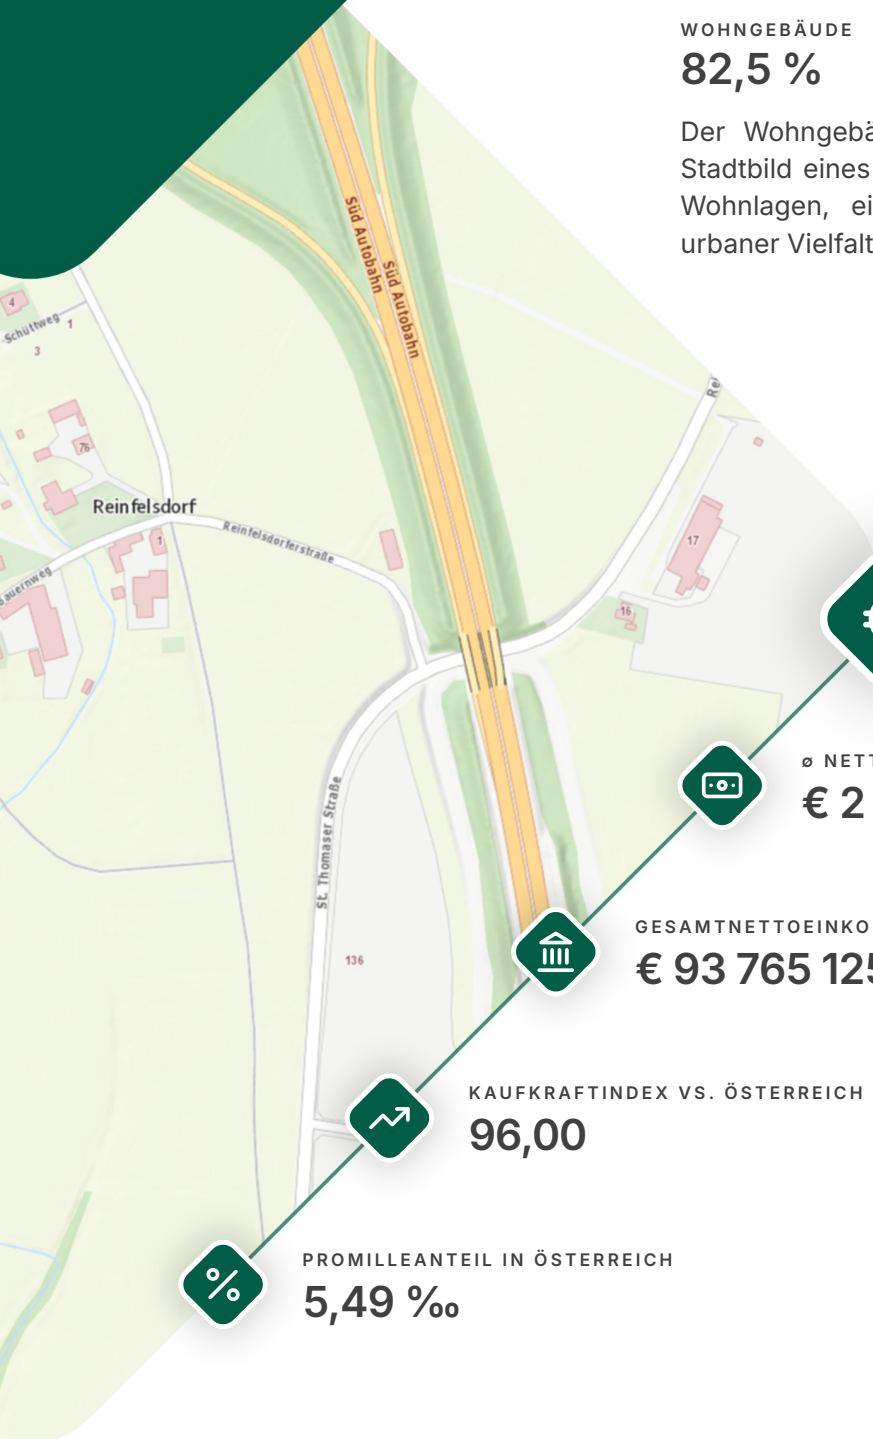 WOHNGEBÄUDE
82,5 %
Der Wohngebä
Stadtbild eines
Wohnlagen, ei
urbaner Vielfalt
Süd Autobahn
Süd Autobahn
4
-Schüttweg
1
3
Rei
76
Reinfelsdorf
Reinfelsdorferstraße
1
17
Bauernweg
16
ø NETT
€ 2
St. Thomaser Straße
GESAMTNETTOEINKO
€ 93 765 125
136
KAUFKRAFTINDEX VS. ÖSTERREICH
96,00
PROMILLEANTEIL IN ÖSTERREICH
5,49 ‰